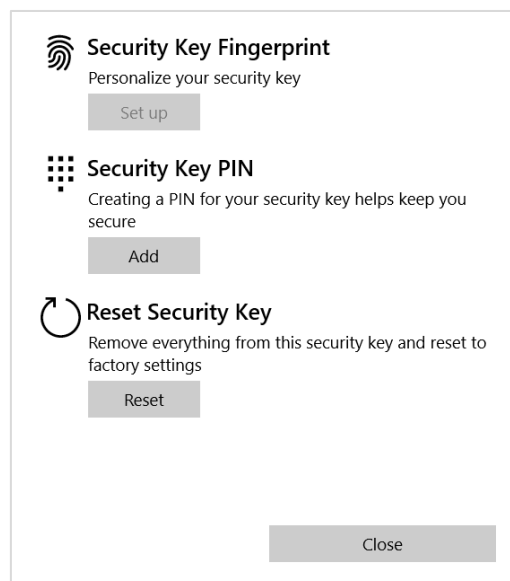 Security Key Fingerprint
Personalize your security key
Set up
Security Key PIN
Creating a PIN for your security key helps keep you
secure
Add
Reset Security Key
Remove everything from this security key and reset to
factory settings
Reset
Close